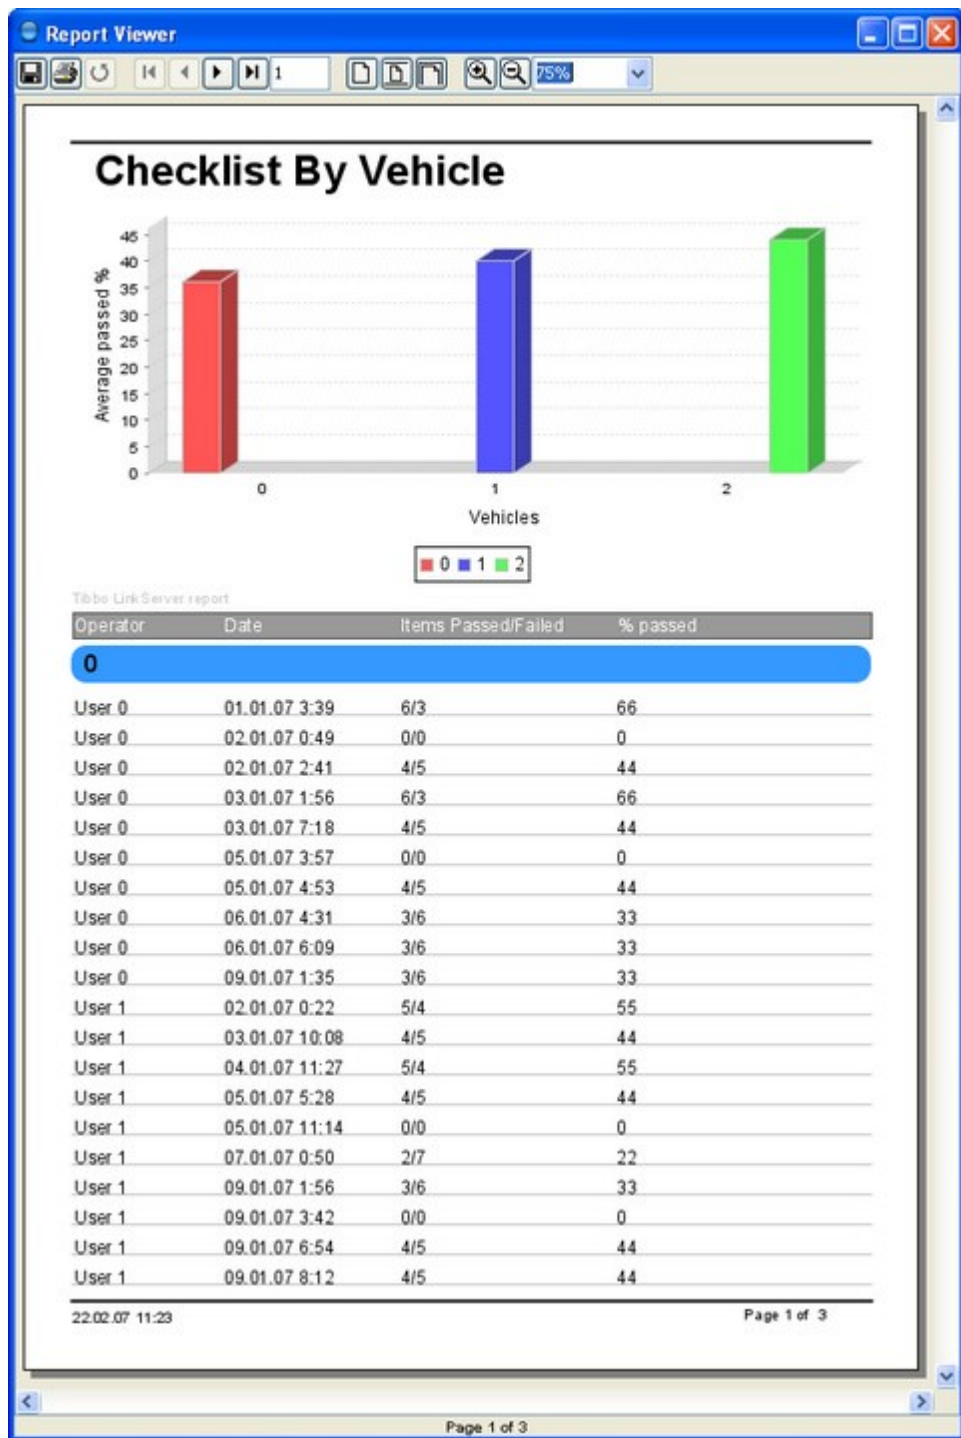 Report Viewer
1 75%
Checklist By Vehicle
Average passed %
45
40
35
30
25
20
15
10
5
0
0 1 2
Vehicles
0 1 2
Tibbo LinkServer report
Operator Date Items Passed/Failed % passed
0
User 0 01.01.07 3:39 6/3 66
User 0 02.01.07 0:49 0/0 0
User 0 02.01.07 2:41 4/5 44
User 0 03.01.07 1:56 6/3 66
User 0 03.01.07 7:18 4/5 44
User 0 05.01.07 3:57 0/0 0
User 0 05.01.07 4:53 4/5 44
User 0 06.01.07 4:31 3/6 33
User 0 06.01.07 6:09 3/6 33
User 0 09.01.07 1:35 3/6 33
User 1 02.01.07 0:22 5/4 55
User 1 03.01.07 10:08 4/5 44
User 1 04.01.07 11:27 5/4 55
User 1 05.01.07 5:28 4/5 44
User 1 05.01.07 11:14 0/0 0
User 1 07.01.07 0:50 2/7 22
User 1 09.01.07 1:56 3/6 33
User 1 09.01.07 3:42 0/0 0
User 1 09.01.07 6:54 4/5 44
User 1 09.01.07 8:12 4/5 44
22.02.07 11:23 Page 1 of 3
Page 1 of 3